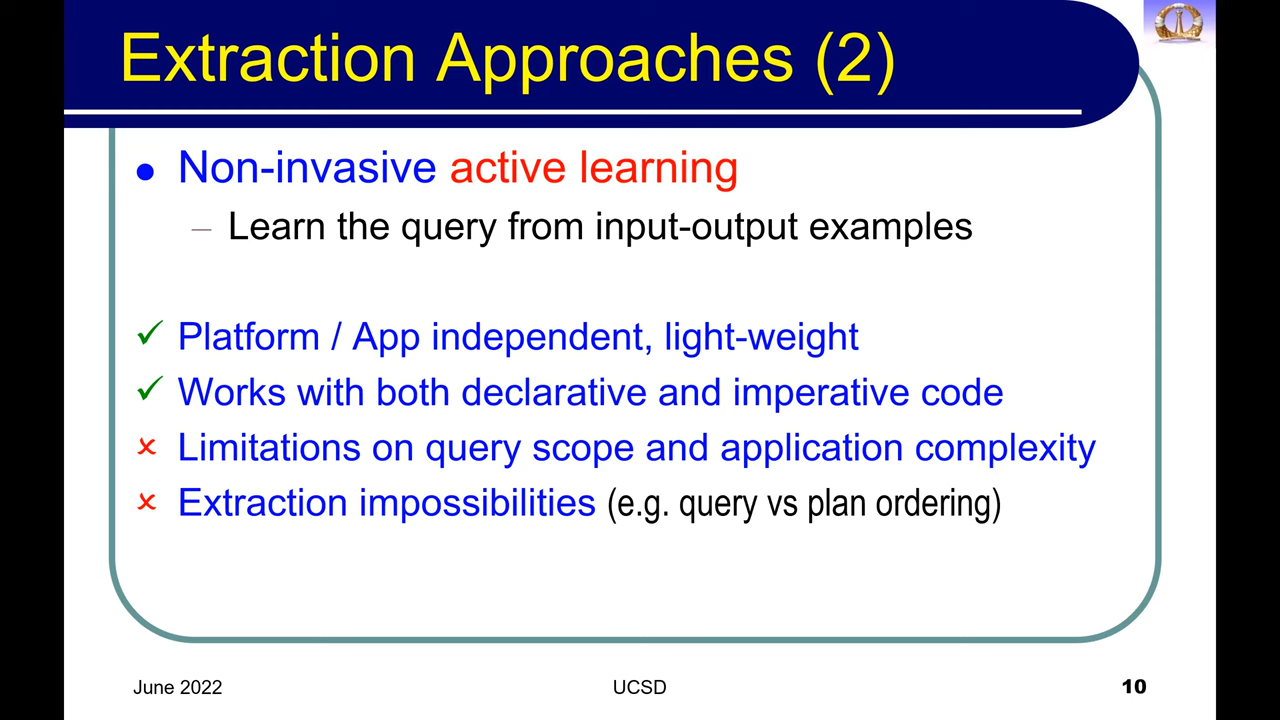 Extraction Approaches (2)
● Non-invasive active learning
– Learn the query from input-output examples
✓ Platform / App independent, light-weight
✓ Works with both declarative and imperative code
× Limitations on query scope and application complexity
× Extraction impossibilities (e.g. query vs plan ordering)
June 2022 UCSD 10